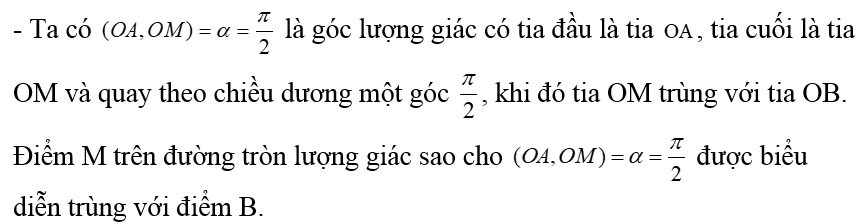 - Ta có (OA, OM) = α = π/2 là góc lượng giác có tia đầu là tia OA, tia cuối là tia
OM và quay theo chiều dương một góc π/2, khi đó tia OM trùng với tia OB.
Điểm M trên đường tròn lượng giác sao cho (OA, OM) = α = π/2 được biểu
diễn trùng với điểm B.